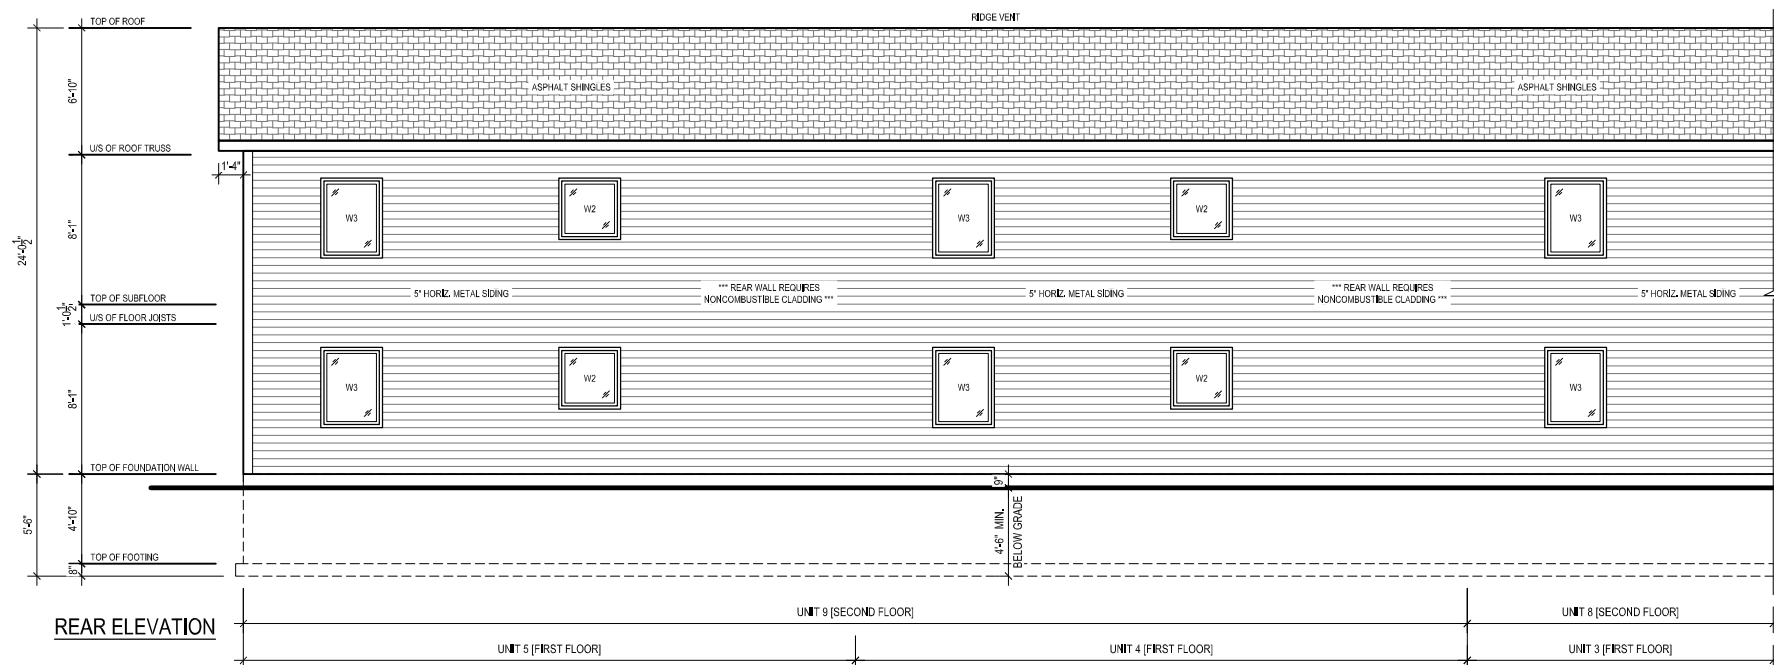 TOP OF ROOF
RIDGE VENT
6'-10"
ASPHALT SHINGLES
ASPHALT SHINGLES
U/S OF ROOF TRUSS
1'-4"
W3
W2
W3
W2
W3
8'-1"
24'-0 1/2"
TOP OF SUBFLOOR
5" HORIZ. METAL SIDING
*** REAR WALL REQUIRES
NONCOMBUSTIBLE CLADDING ***
5" HORIZ. METAL SIDING
*** REAR WALL REQUIRES
NONCOMBUSTIBLE CLADDING ***
5" HORIZ. METAL SIDING
1'-0 1/2"
U/S OF FLOOR JOISTS
W3
W2
W3
W2
W3
8'-1"
TOP OF FOUNDATION WALL
9"
5'-6"
4'-10"
4'-6" MIN.
BELOW GRADE
TOP OF FOOTING
8"
REAR ELEVATION
UNIT 9 [SECOND FLOOR]
UNIT 8 [SECOND FLOOR]
UNIT 5 [FIRST FLOOR]
UNIT 4 [FIRST FLOOR]
UNIT 3 [FIRST FLOOR]